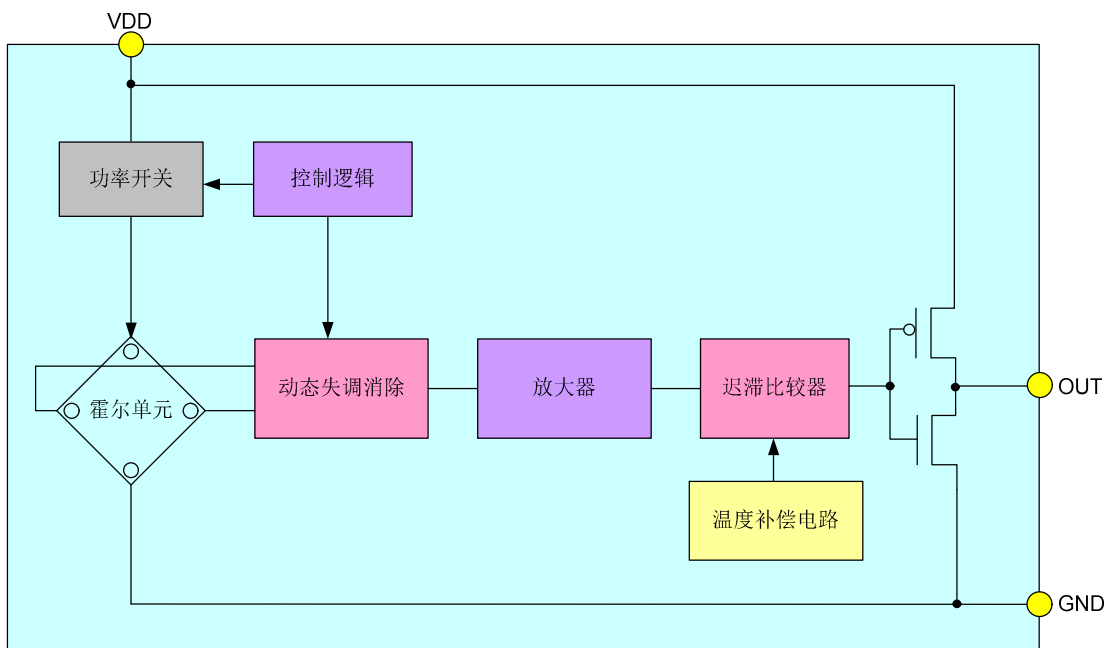 VDD
功率开关
控制逻辑
霍尔单元
动态失调消除
放大器
迟滞比较器
OUT
温度补偿电路
GND